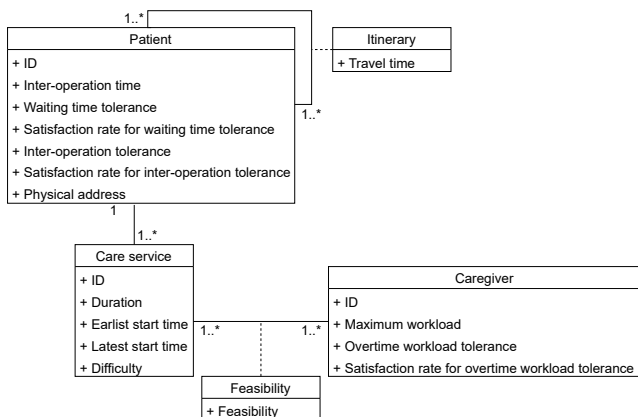 1..*
Patient
+ ID
+ Inter-operation time
+ Waiting time tolerance
+ Satisfaction rate for waiting time tolerance
+ Inter-operation tolerance
+ Satisfaction rate for inter-operation tolerance
+ Physical address
1..*
Itinerary
+ Travel time
1
1..*
Care service
+ ID
+ Duration
+ Earlist start time
+ Latest start time
+ Difficulty
1..*
1..*
Caregiver
+ ID
+ Maximum workload
+ Overtime workload tolerance
+ Satisfaction rate for overtime workload tolerance
Feasibility
+ Feasibility